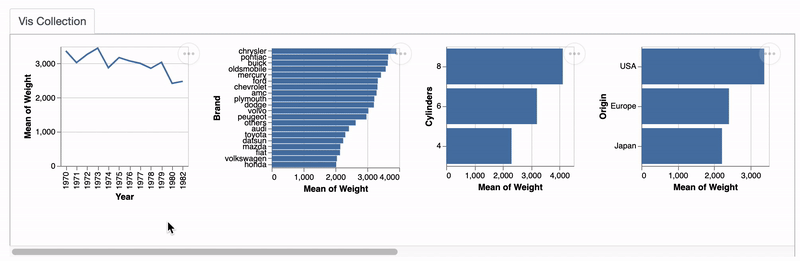 Vis Collection
Mean of Weight
3,000
2,000
1,000
0
1970
1971
1972
1973
1974
1975
1976
1977
1978
1979
1980
1982
Year
Brand
chrysler
pontiac
buick
oldsmobile
mercury
ford
chevrolet
amc
plymouth
dodge
volvo
peugeot
others
audi
toyota
datsun
mazda
fiat
volkswagen
honda
0 1,000 2,000 3,000 4,000
Mean of Weight
Cylinders
8
6
4
0 1,000 2,000 3,000 4,000
Mean of Weight
Origin
USA
Europe
Japan
0 1,000 2,000 3,000
Mean of Weight